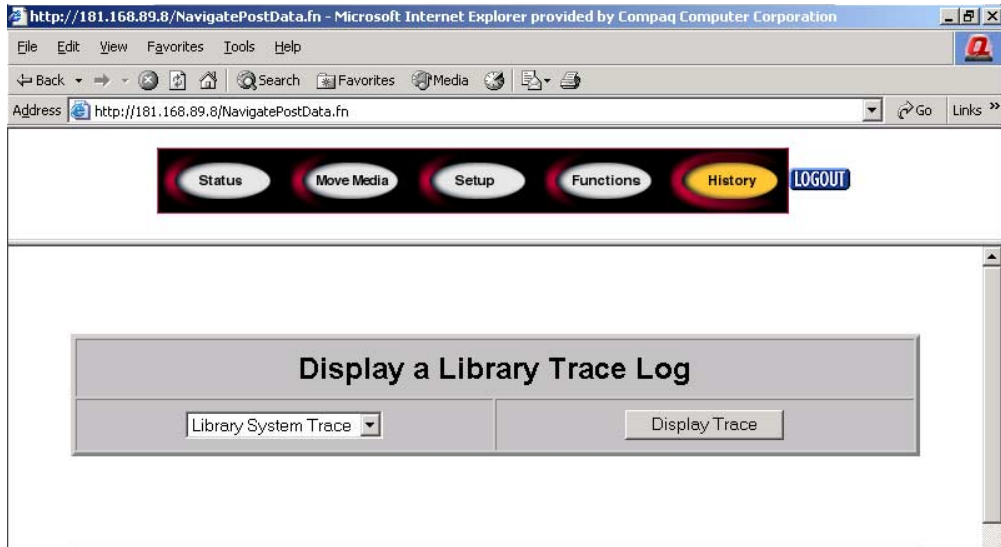 http://181.168.89.8/NavigatePostData.fn - Microsoft Internet Explorer provided by Compaq Computer Corporation
File Edit View Favorites Tools Help
Back Search Favorites Media
Address http://181.168.89.8/NavigatePostData.fn Go Links »
Status Move Media Setup Functions History LOGOUT
Display a Library Trace Log
Library System Trace Display Trace